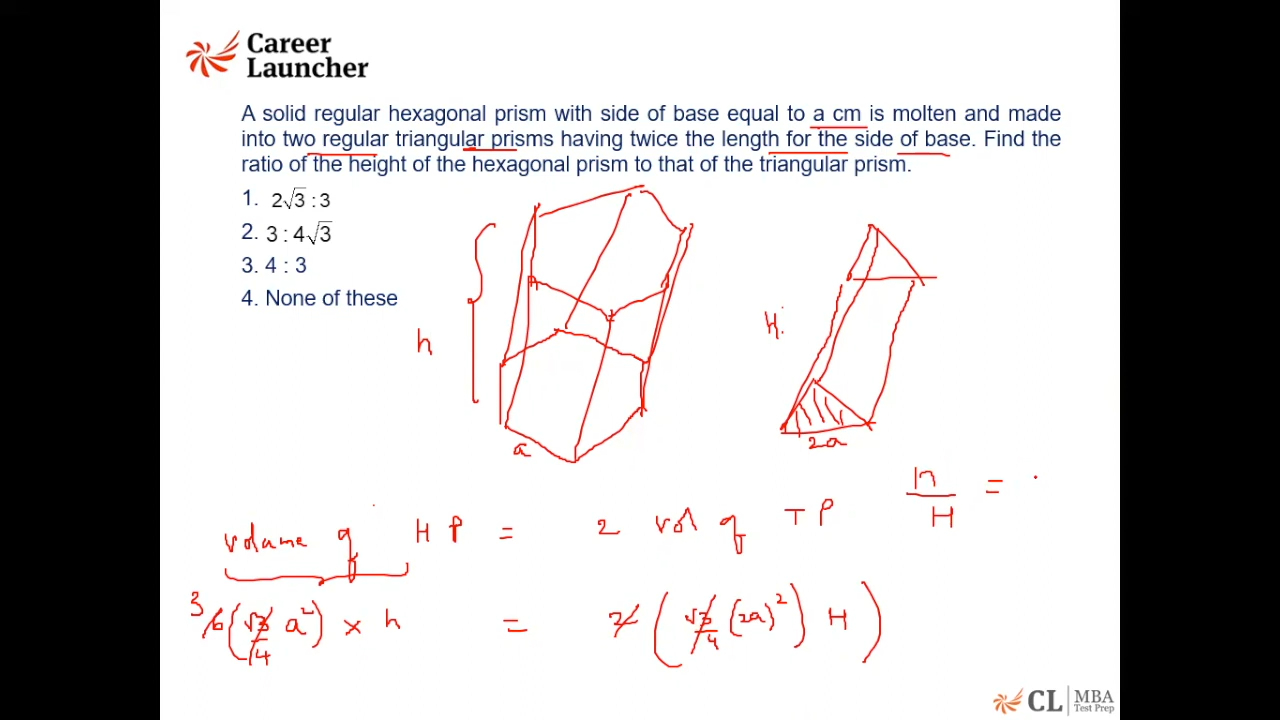 Career
Launcher
A solid regular hexagonal prism with side of base equal to a cm is molten and made
into two regular triangular prisms having twice the length for the side of base. Find the
ratio of the height of the hexagonal prism to that of the triangular prism.
1. 2√3 : 3
2. 3 : 4√3
3. 4 : 3
4. None of these
h
H
a
2a
h/H =
volume of HP = 2 vol of TP
3 6(√3/4 a²) × h = 2(√3/4 (2a)²) H)
CL MBA
Test Prep